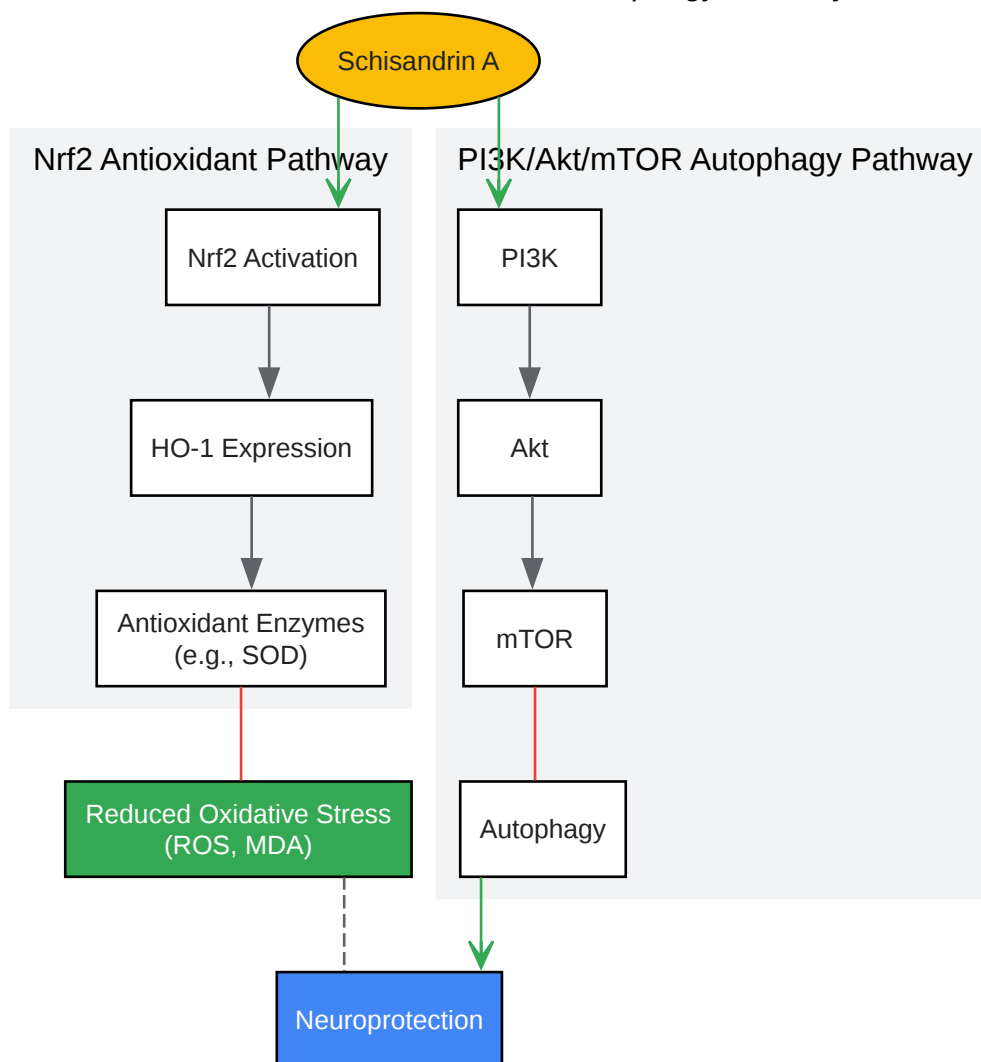 Schisandrin A
Nrf2 Antioxidant Pathway
PI3K/Akt/mTOR Autophagy Pathway
Nrf2 Activation
PI3K
HO-1 Expression
Akt
Antioxidant Enzymes
(e.g., SOD)
mTOR
Reduced Oxidative Stress
(ROS, MDA)
Autophagy
Neuroprotection